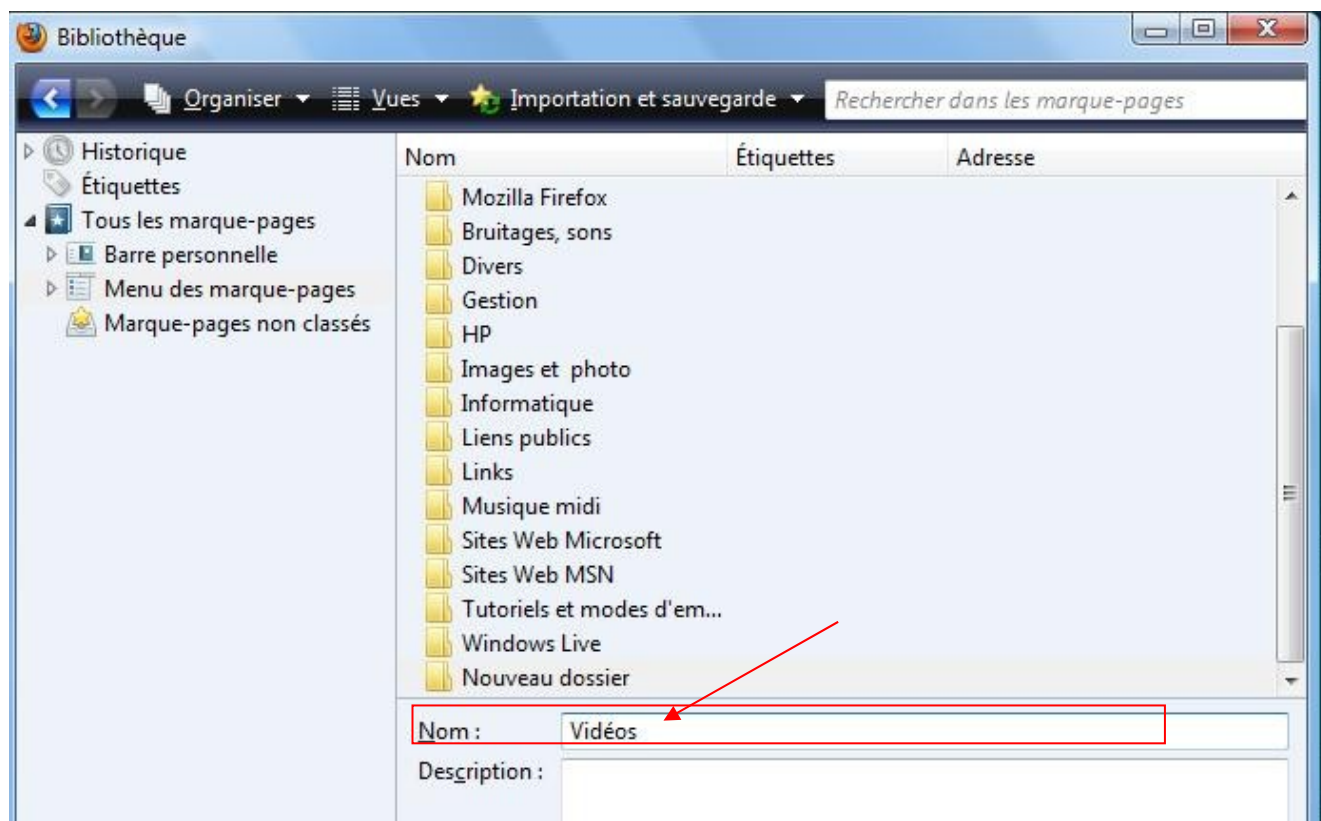 Bibliothèque
Organiser Vues Importation et sauvegarde Rechercher dans les marque-pages
Historique
Étiquettes
Tous les marque-pages
Barre personnelle
Menu des marque-pages
Marque-pages non classés
Nom Étiquettes Adresse
Mozilla Firefox
Bruitages, sons
Divers
Gestion
HP
Images et photo
Informatique
Liens publics
Links
Musique midi
Sites Web Microsoft
Sites Web MSN
Tutoriels et modes d'em...
Windows Live
Nouveau dossier
Nom : Vidéos
Description :